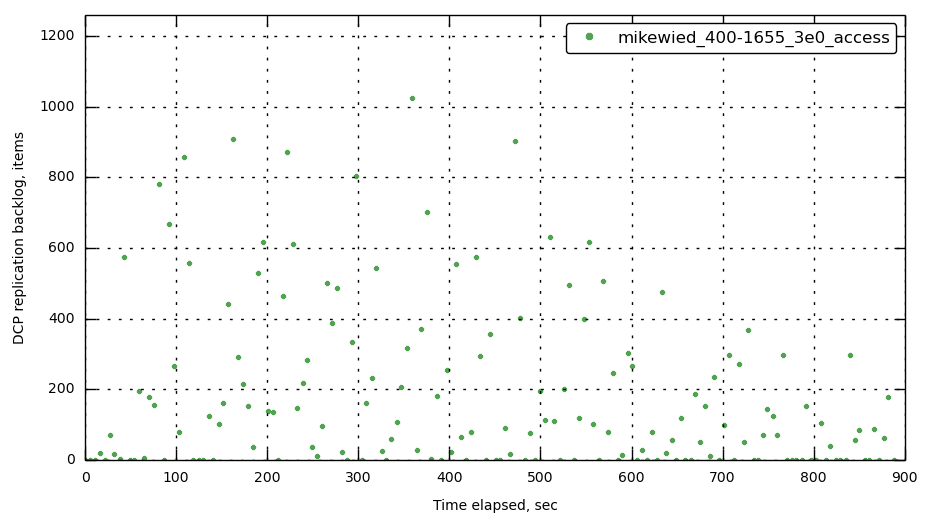 mikewied_400-1655_3e0_access
1200
1000
800
600
400
200
0
DCP replication backlog, items
0 100 200 300 400 500 600 700 800 900
Time elapsed, sec